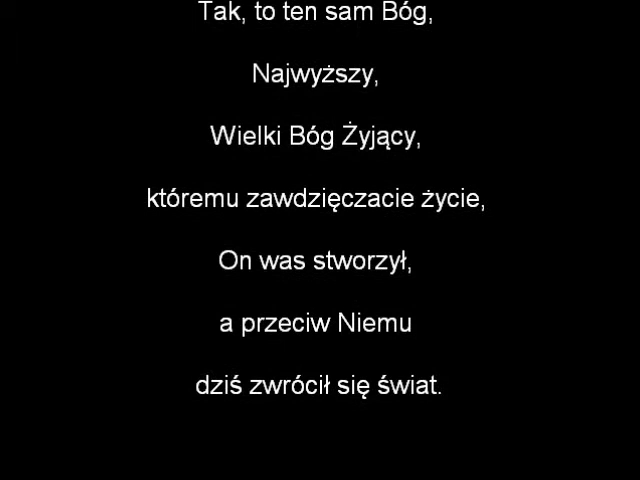 Tak, to ten sam Bóg,
Najwyższy,
Wielki Bóg Żyjący,
któremu zawdzięczacie życie,
On was stworzył,
a przeciw Niemu
dziś zwrócił się świat.